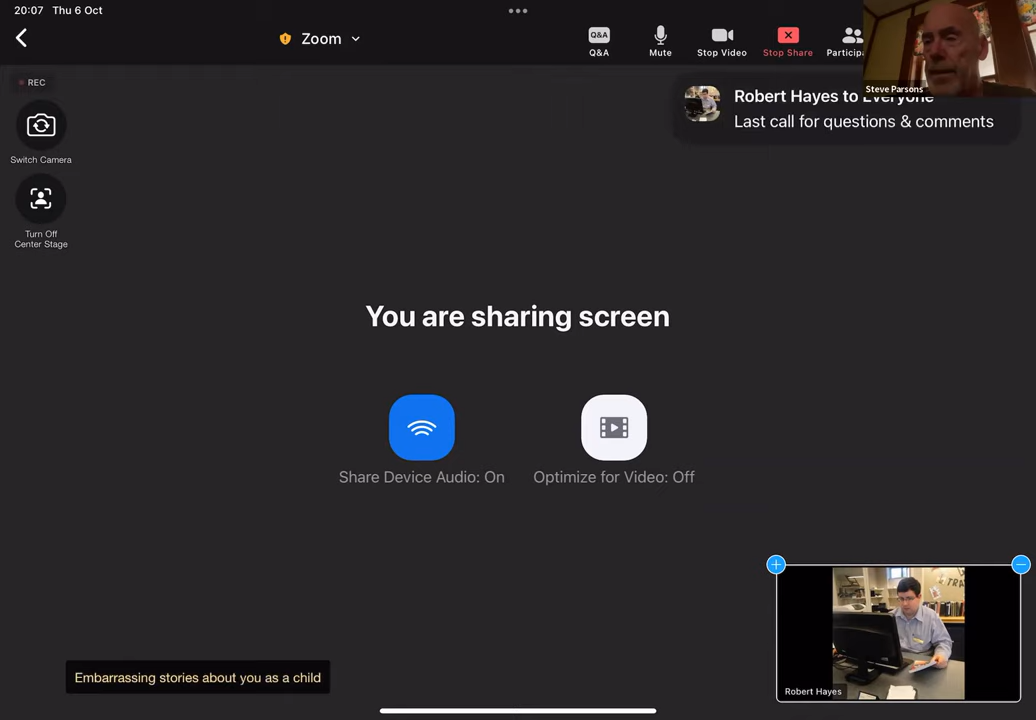 20:07 Thu 6 Oct
Zoom
Q&A
Q&A
Mute
Stop Video
Stop Share
Steve Parsons
REC
Robert Hayes to Everyone
Last call for questions & comments
Switch Camera
Turn Off
Center Stage
You are sharing screen
Share Device Audio: On
Optimize for Video: Off
Embarrassing stories about you as a child
Robert Hayes